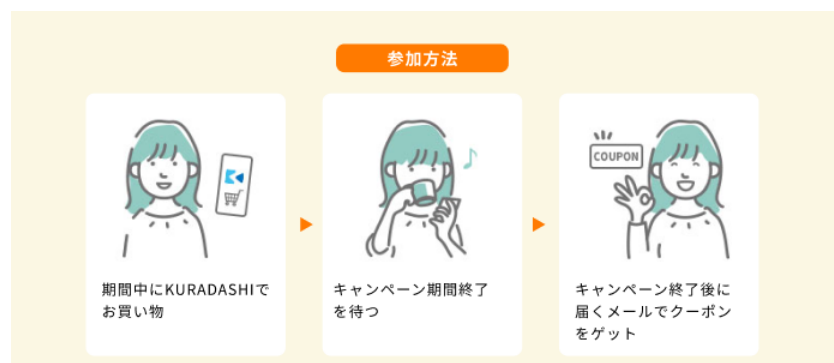 参加方法
COUPON
期間中にKURADASHIで
お買い物
キャンペーン期間終了
を待つ
キャンペーン終了後に
届くメールでクーポン
をゲット